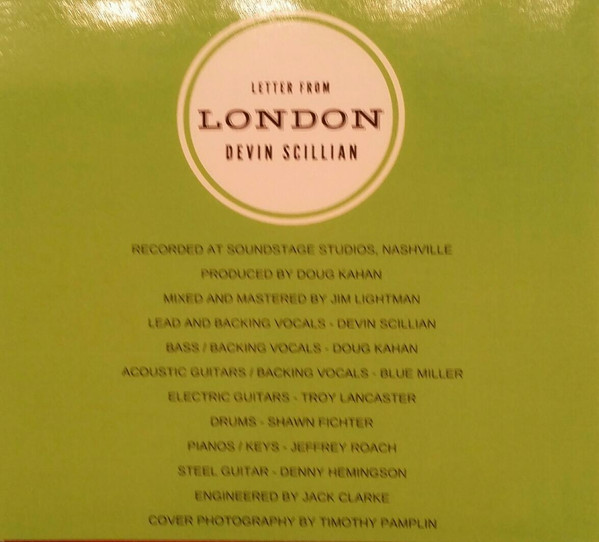 LETTER FROM
LONDON
DEVIN SCILLIAN
RECORDED AT SOUNDSTAGE STUDIOS, NASHVILLE
PRODUCED BY DOUG KAHAN
MIXED AND MASTERED BY JIM LIGHTMAN
LEAD AND BACKING VOCALS - DEVIN SCILLIAN
BASS / BACKING VOCALS - DOUG KAHAN
ACOUSTIC GUITARS / BACKING VOCALS - BLUE MILLER
ELECTRIC GUITARS - TROY LANCASTER
DRUMS - SHAWN FICHTER
PIANOS / KEYS - JEFFREY ROACH
STEEL GUITAR - DENNY HEMINGSON
ENGINEERED BY JACK CLARKE
COVER PHOTOGRAPHY BY TIMOTHY PAMPLIN